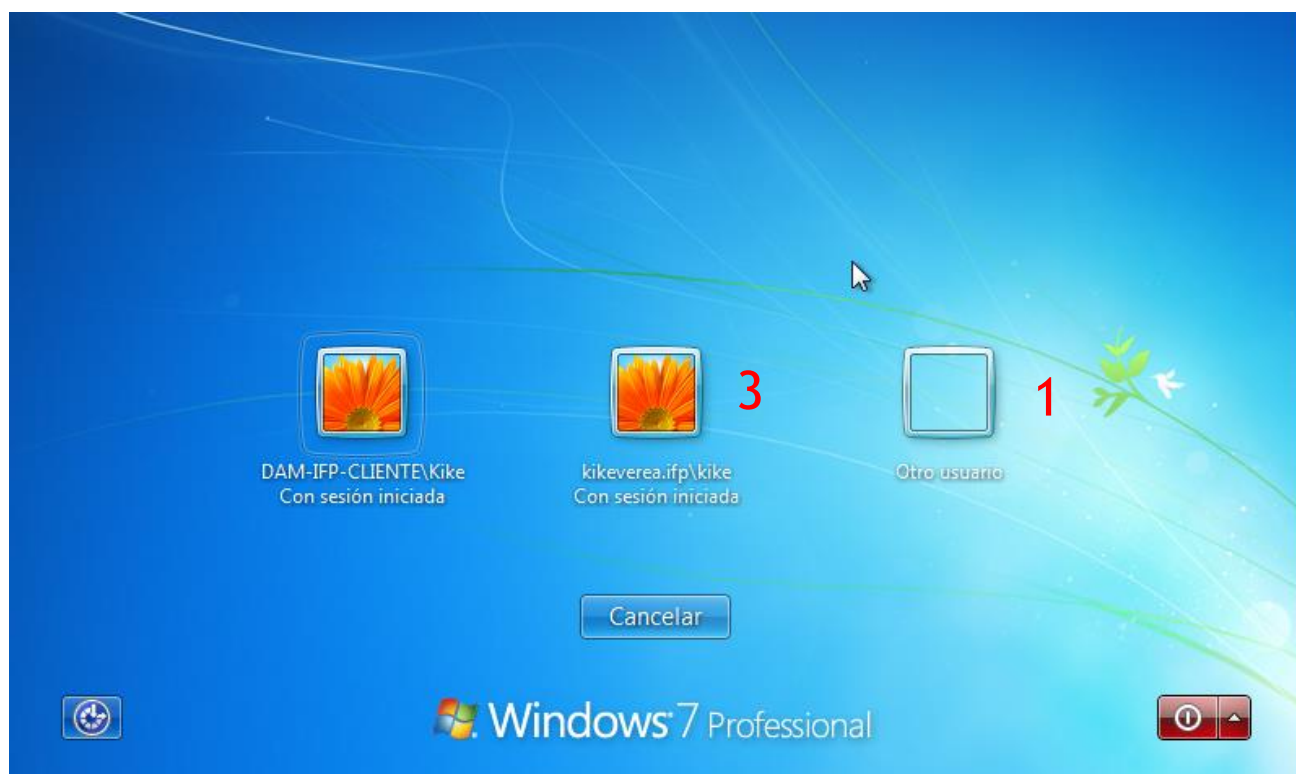 3
1
DAM-IFP-CLIENTE\Kike
Con sesión iniciada
kikeverea.ifp\kike
Con sesión iniciada
Otro usuario
Cancelar
Windows 7 Professional